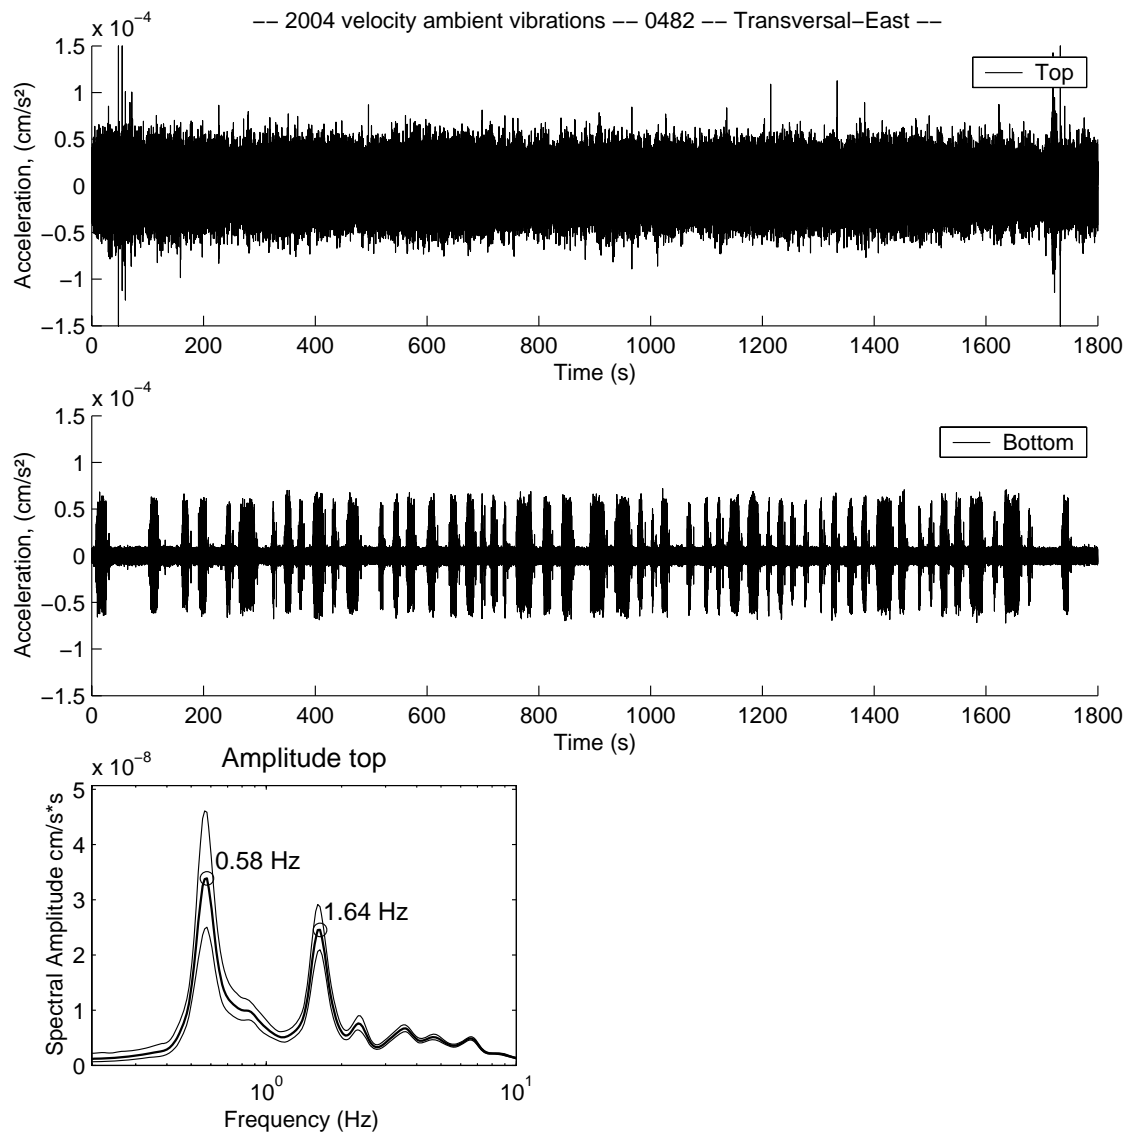 −− 2004 velocity ambient vibrations −− 0482 −− Transversal−East −−
x 10⁻⁴
Acceleration, (cm/s²)
1.5
1
0.5
0
−0.5
−1
−1.5
Top
0 200 400 600 800 1000 1200 1400 1600 1800
Time (s)
x 10⁻⁴
Acceleration, (cm/s²)
1.5
1
0.5
0
−0.5
−1
−1.5
Bottom
0 200 400 600 800 1000 1200 1400 1600 1800
Time (s)
Amplitude top
x 10⁻⁸
Spectral Amplitude cm/s*s
5
4
3
2
1
0
0.58 Hz
1.64 Hz
10⁰ 10¹
Frequency (Hz)